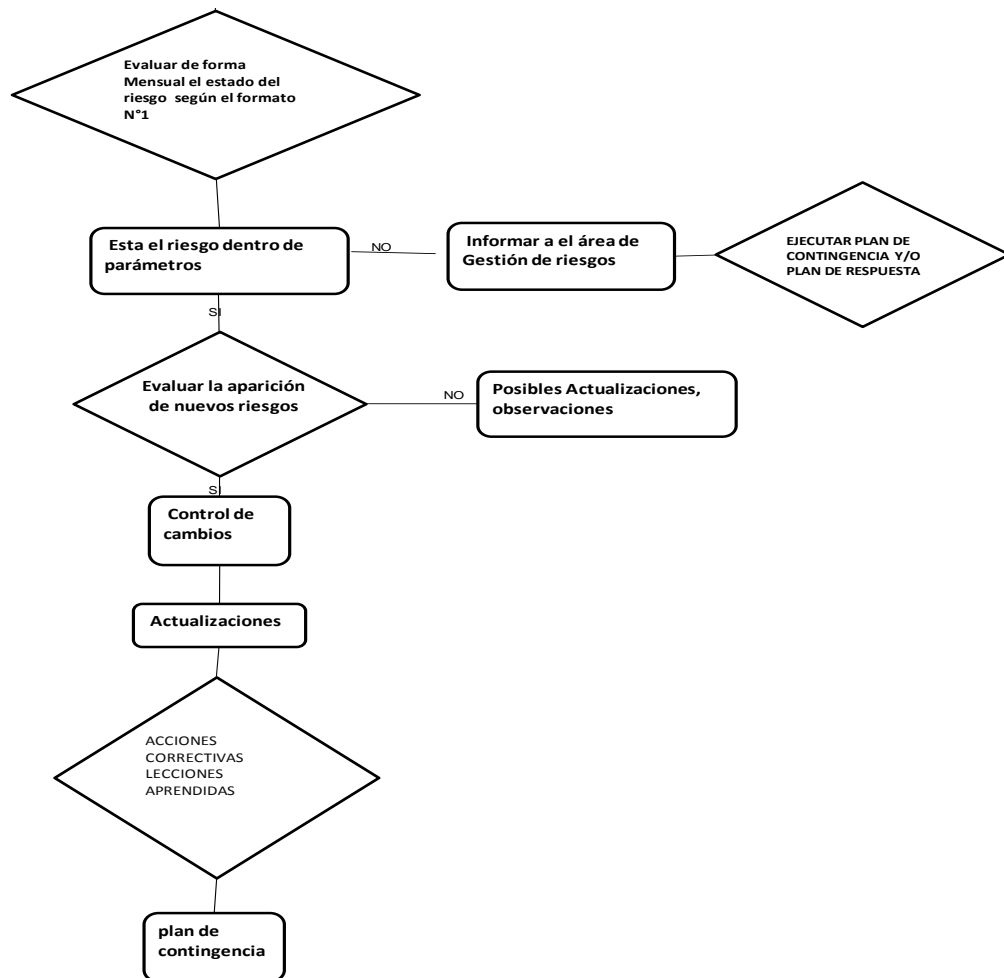 Evaluar de forma
Mensual el estado del
riesgo según el formato
N°1
Esta el riesgo dentro de
parámetros
NO
Informar a el área de
Gestión de riesgos
EJECUTAR PLAN DE
CONTINGENCIA Y/O
PLAN DE RESPUESTA
SI
Evaluar la aparición
de nuevos riesgos
NO
Posibles Actualizaciones,
observaciones
SI
Control de
cambios
Actualizaciones
ACCIONES
CORRECTIVAS
LECCIONES
APRENDIDAS
plan de
contingencia